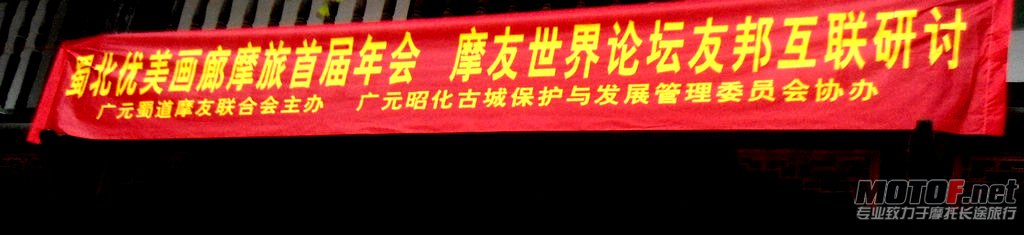 蜀北优美画廊摩旅首届年会 摩友世界论坛友邦互联研讨
广元蜀道摩友联合会主办 广元昭化古城保护与发展管理委员会协办
MOTOF.net
专业致力于摩托长途旅行